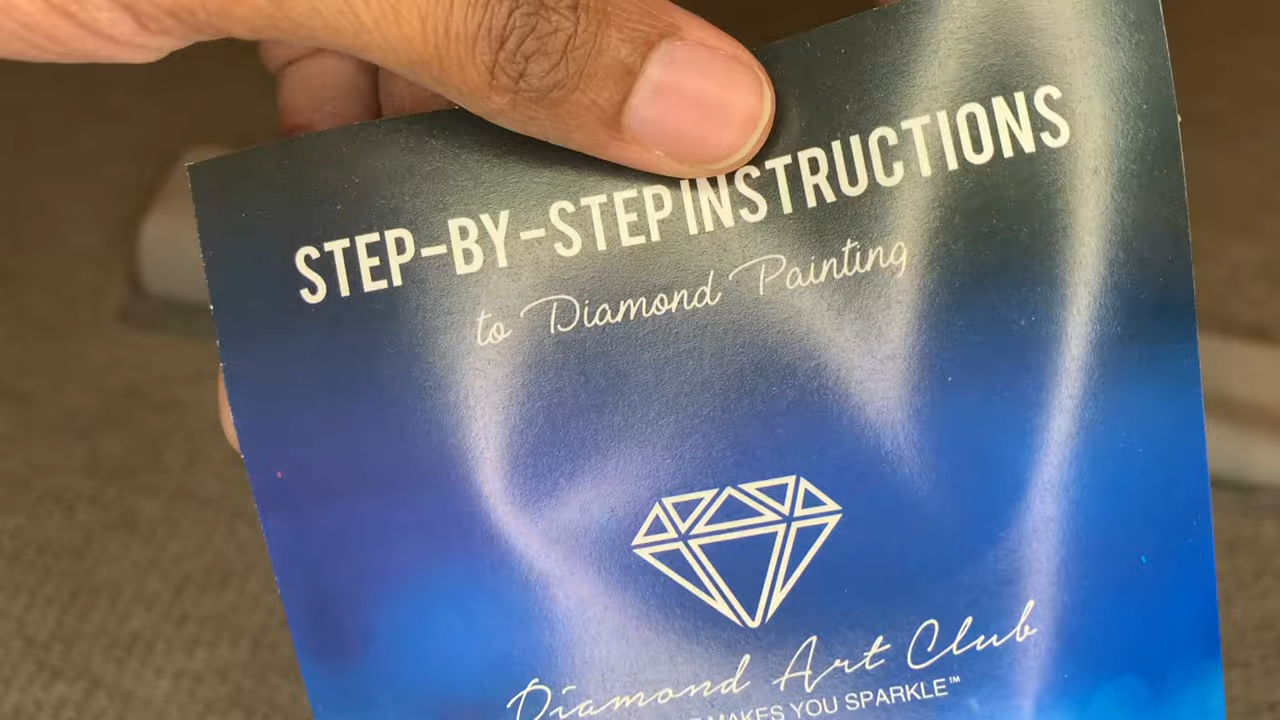 STEP-BY-STEP INSTRUCTIONS
to Diamond Painting
Diamond Art Club
MAKES YOU SPARKLE™